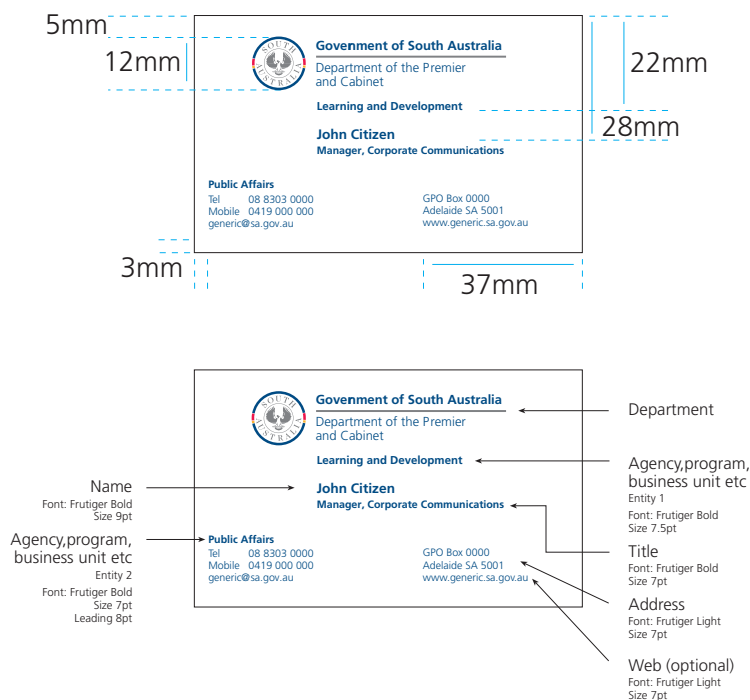 5mm
12mm
SOUTH
AUSTRALIA
Govenment of South Australia
Department of the Premier
and Cabinet
Learning and Development
John Citizen
Manager, Corporate Communications
22mm
28mm
Public Affairs
Tel 08 8303 0000
Mobile 0419 000 000
generic@sa.gov.au
GPO Box 0000
Adelaide SA 5001
www.generic.sa.gov.au
3mm
37mm
SOUTH
AUSTRALIA
Govenment of South Australia
Department of the Premier
and Cabinet
Learning and Development
John Citizen
Manager, Corporate Communications
Public Affairs
Tel 08 8303 0000
Mobile 0419 000 000
generic@sa.gov.au
GPO Box 0000
Adelaide SA 5001
www.generic.sa.gov.au
Name
Font: Frutiger Bold
Size 9pt
Agency,program,
business unit etc
Entity 2
Font: Frutiger Bold
Size 7pt
Leading 8pt
Department
Agency,program,
business unit etc
Entity 1
Font: Frutiger Bold
Size 7.5pt
Title
Font: Frutiger Bold
Size 7pt
Address
Font: Frutiger Light
Size 7pt
Web (optional)
Font: Frutiger Light
Size 7pt